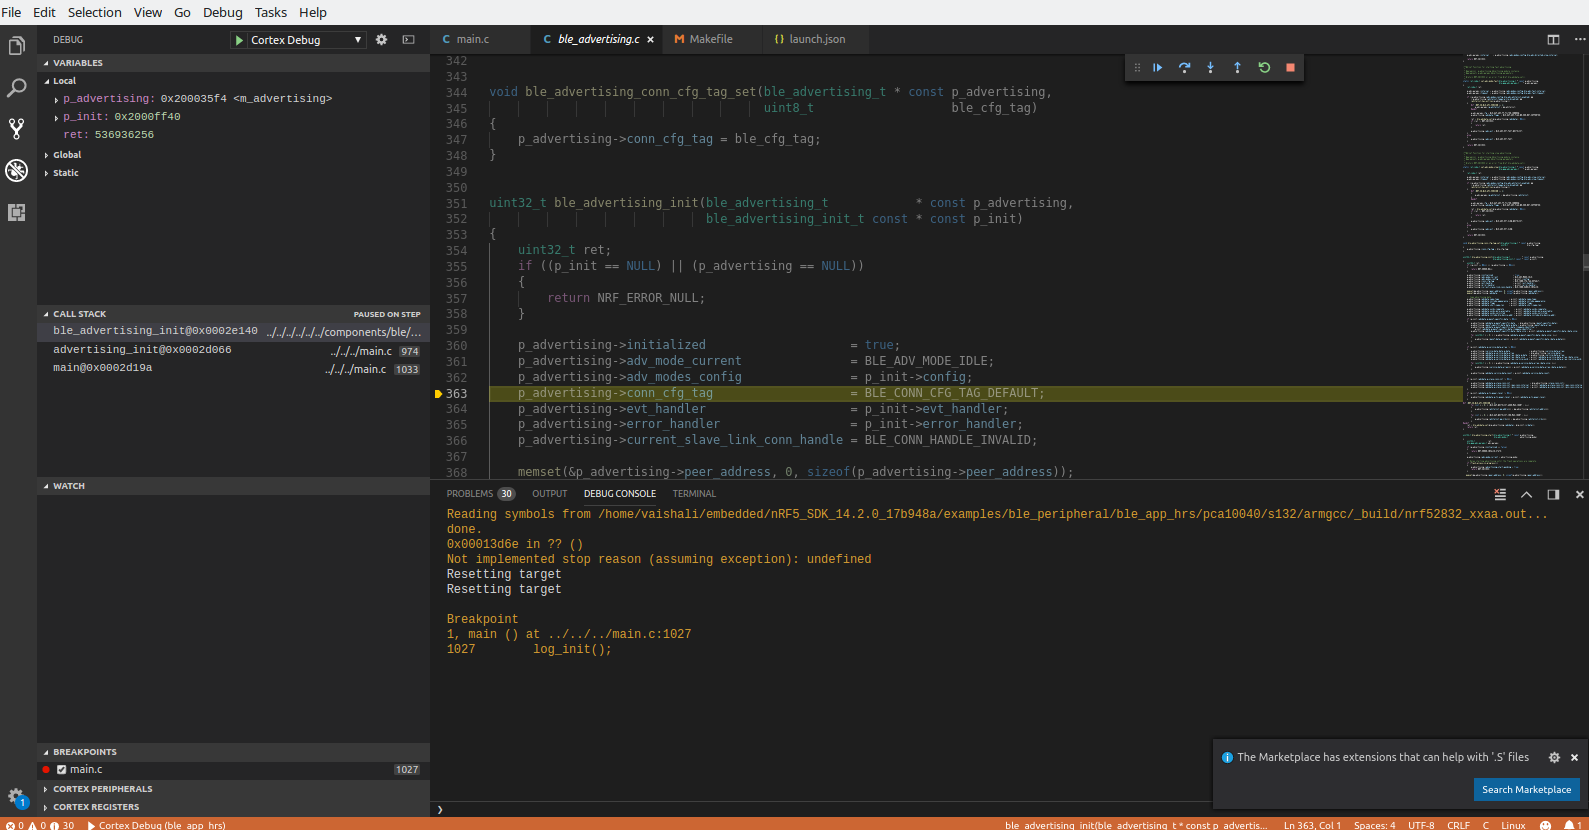 File Edit Selection View Go Debug Tasks Help
DEBUG Cortex Debug
main.c ble_advertising.c Makefile launch.json
VARIABLES
Local
p_advertising: 0x200035f4 <m_advertising>
p_init: 0x2000ff40
ret: 536936256
Global
Static
CALL STACK PAUSED ON STEP
ble_advertising_init@0x0002e140 ../../../../../../components/ble/...
advertising_init@0x0002d066 ../../../main.c 974
main@0x0002d19a ../../../main.c 1033
WATCH
BREAKPOINTS
main.c 1027
CORTEX PERIPHERALS
CORTEX REGISTERS
342
343
344 void ble_advertising_conn_cfg_tag_set(ble_advertising_t * const p_advertising,
345 uint8_t ble_cfg_tag)
346 {
347 p_advertising->conn_cfg_tag = ble_cfg_tag;
348 }
349
350
351 uint32_t ble_advertising_init(ble_advertising_t * const p_advertising,
352 ble_advertising_init_t const * const p_init)
353 {
354 uint32_t ret;
355 if ((p_init == NULL) || (p_advertising == NULL))
356 {
357 return NRF_ERROR_NULL;
358 }
359
360 p_advertising->initialized = true;
361 p_advertising->adv_mode_current = BLE_ADV_MODE_IDLE;
362 p_advertising->adv_modes_config = p_init->config;
363 p_advertising->conn_cfg_tag = BLE_CONN_CFG_TAG_DEFAULT;
364 p_advertising->evt_handler = p_init->evt_handler;
365 p_advertising->error_handler = p_init->error_handler;
366 p_advertising->current_slave_link_conn_handle = BLE_CONN_HANDLE_INVALID;
367
368 memset(&p_advertising->peer_address, 0, sizeof(p_advertising->peer_address));
PROBLEMS 30 OUTPUT DEBUG CONSOLE TERMINAL
Reading symbols from /home/vaishali/embedded/nRF5_SDK_14.2.0_17b948a/examples/ble_peripheral/ble_app_hrs/pca10040/s132/armgcc/_build/nrf52832_xxaa.out...
done.
0x00013d6e in ?? ()
Not implemented stop reason (assuming exception): undefined
Resetting target
Resetting target
Breakpoint
1, main () at ../../../main.c:1027
1027 log_init();
The Marketplace has extensions that can help with '.S' files
Search Marketplace
1
0 0 30 Cortex Debug (ble_app_hrs) ble_advertising_init(ble_advertising_t * const p_advertis... Ln 363, Col 1 Spaces: 4 UTF-8 CRLF C Linux 1